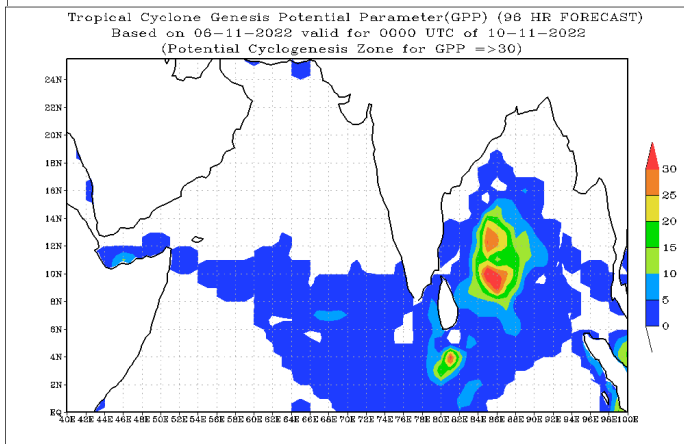 Tropical Cyclone Genesis Potential Parameter(GPP) (96 HR FORECAST)
Based on 06-11-2022 valid for 0000 UTC of 10-11-2022
(Potential Cyclogenesis Zone for GPP =>30)
24N
22N
20N
18N
16N
14N
12N
10N
8N
6N
4N
2N
EQ
40E 42E 44E 46E 48E 50E 52E 54E 56E 58E 60E 62E 64E 66E 68E 70E 72E 74E 76E 78E 80E 82E 84E 86E 88E 90E 92E 94E 96E 98E 100E
30
25
20
15
10
5
0